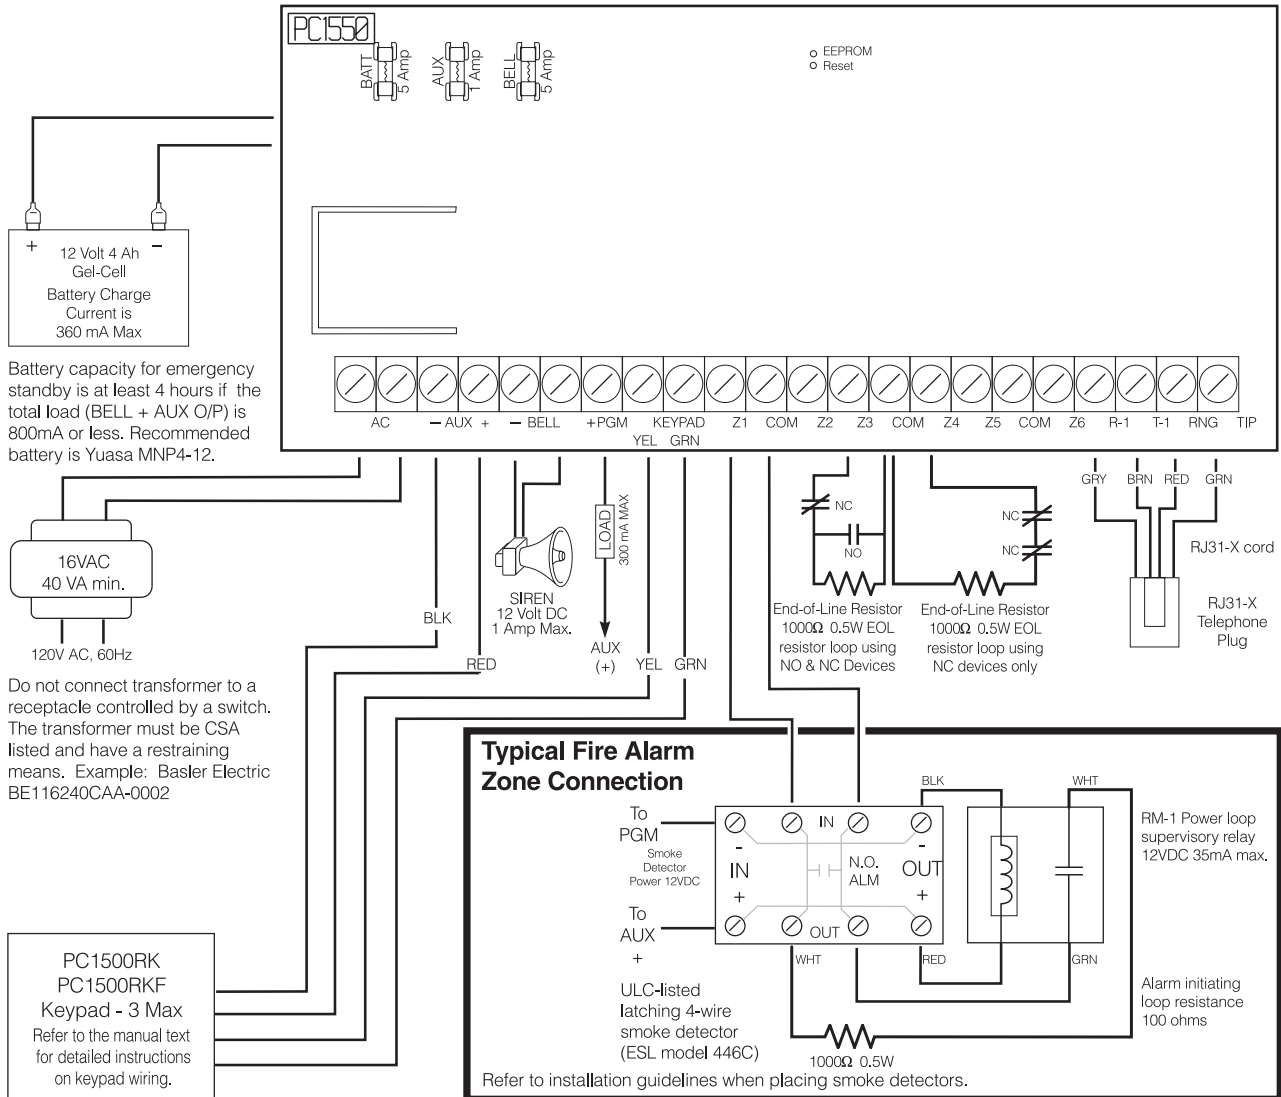 PC1550
BATT
5 Amp
AUX
1 Amp
BELL
5 Amp
EEPROM
Reset
+ −
12 Volt 4 Ah
Gel-Cell
Battery Charge
Current is
360 mA Max
Battery capacity for emergency
standby is at least 4 hours if the
total load (BELL + AUX O/P) is
800mA or less. Recommended
battery is Yuasa MNP4-12.
AC − AUX + − BELL +PGM KEYPAD Z1 COM Z2 Z3 COM Z4 Z5 COM Z6 R-1 T-1 RNG TIP
YEL GRN
16VAC
40 VA min.
120V AC, 60Hz
Do not connect transformer to a
receptacle controlled by a switch.
The transformer must be CSA
listed and have a restraining
means. Example: Basler Electric
BE116240CAA-0002
BLK
RED
SIREN
12 Volt DC
1 Amp Max.
LOAD
300 mA MAX
AUX
(+)
YEL GRN
NC
NO
End-of-Line Resistor
1000Ω 0.5W EOL
resistor loop using
NO & NC Devices
NC
NC
End-of-Line Resistor
1000Ω 0.5W EOL
resistor loop using
NC devices only
GRY BRN RED GRN
RJ31-X cord
RJ31-X
Telephone
Plug
PC1500RK
PC1500RKF
Keypad - 3 Max
Refer to the manual text
for detailed instructions
on keypad wiring.
Typical Fire Alarm
Zone Connection
To
PGM
Smoke
Detector
Power 12VDC
To
AUX
+
IN
-
IN
+
N.O.
ALM
-
OUT
+
OUT
BLK
WHT
WHT
RED
GRN
RM-1 Power loop
supervisory relay
12VDC 35mA max.
Alarm initiating
loop resistance
100 ohms
ULC-listed
latching 4-wire
smoke detector
(ESL model 446C)
1000Ω 0.5W
Refer to installation guidelines when placing smoke detectors.